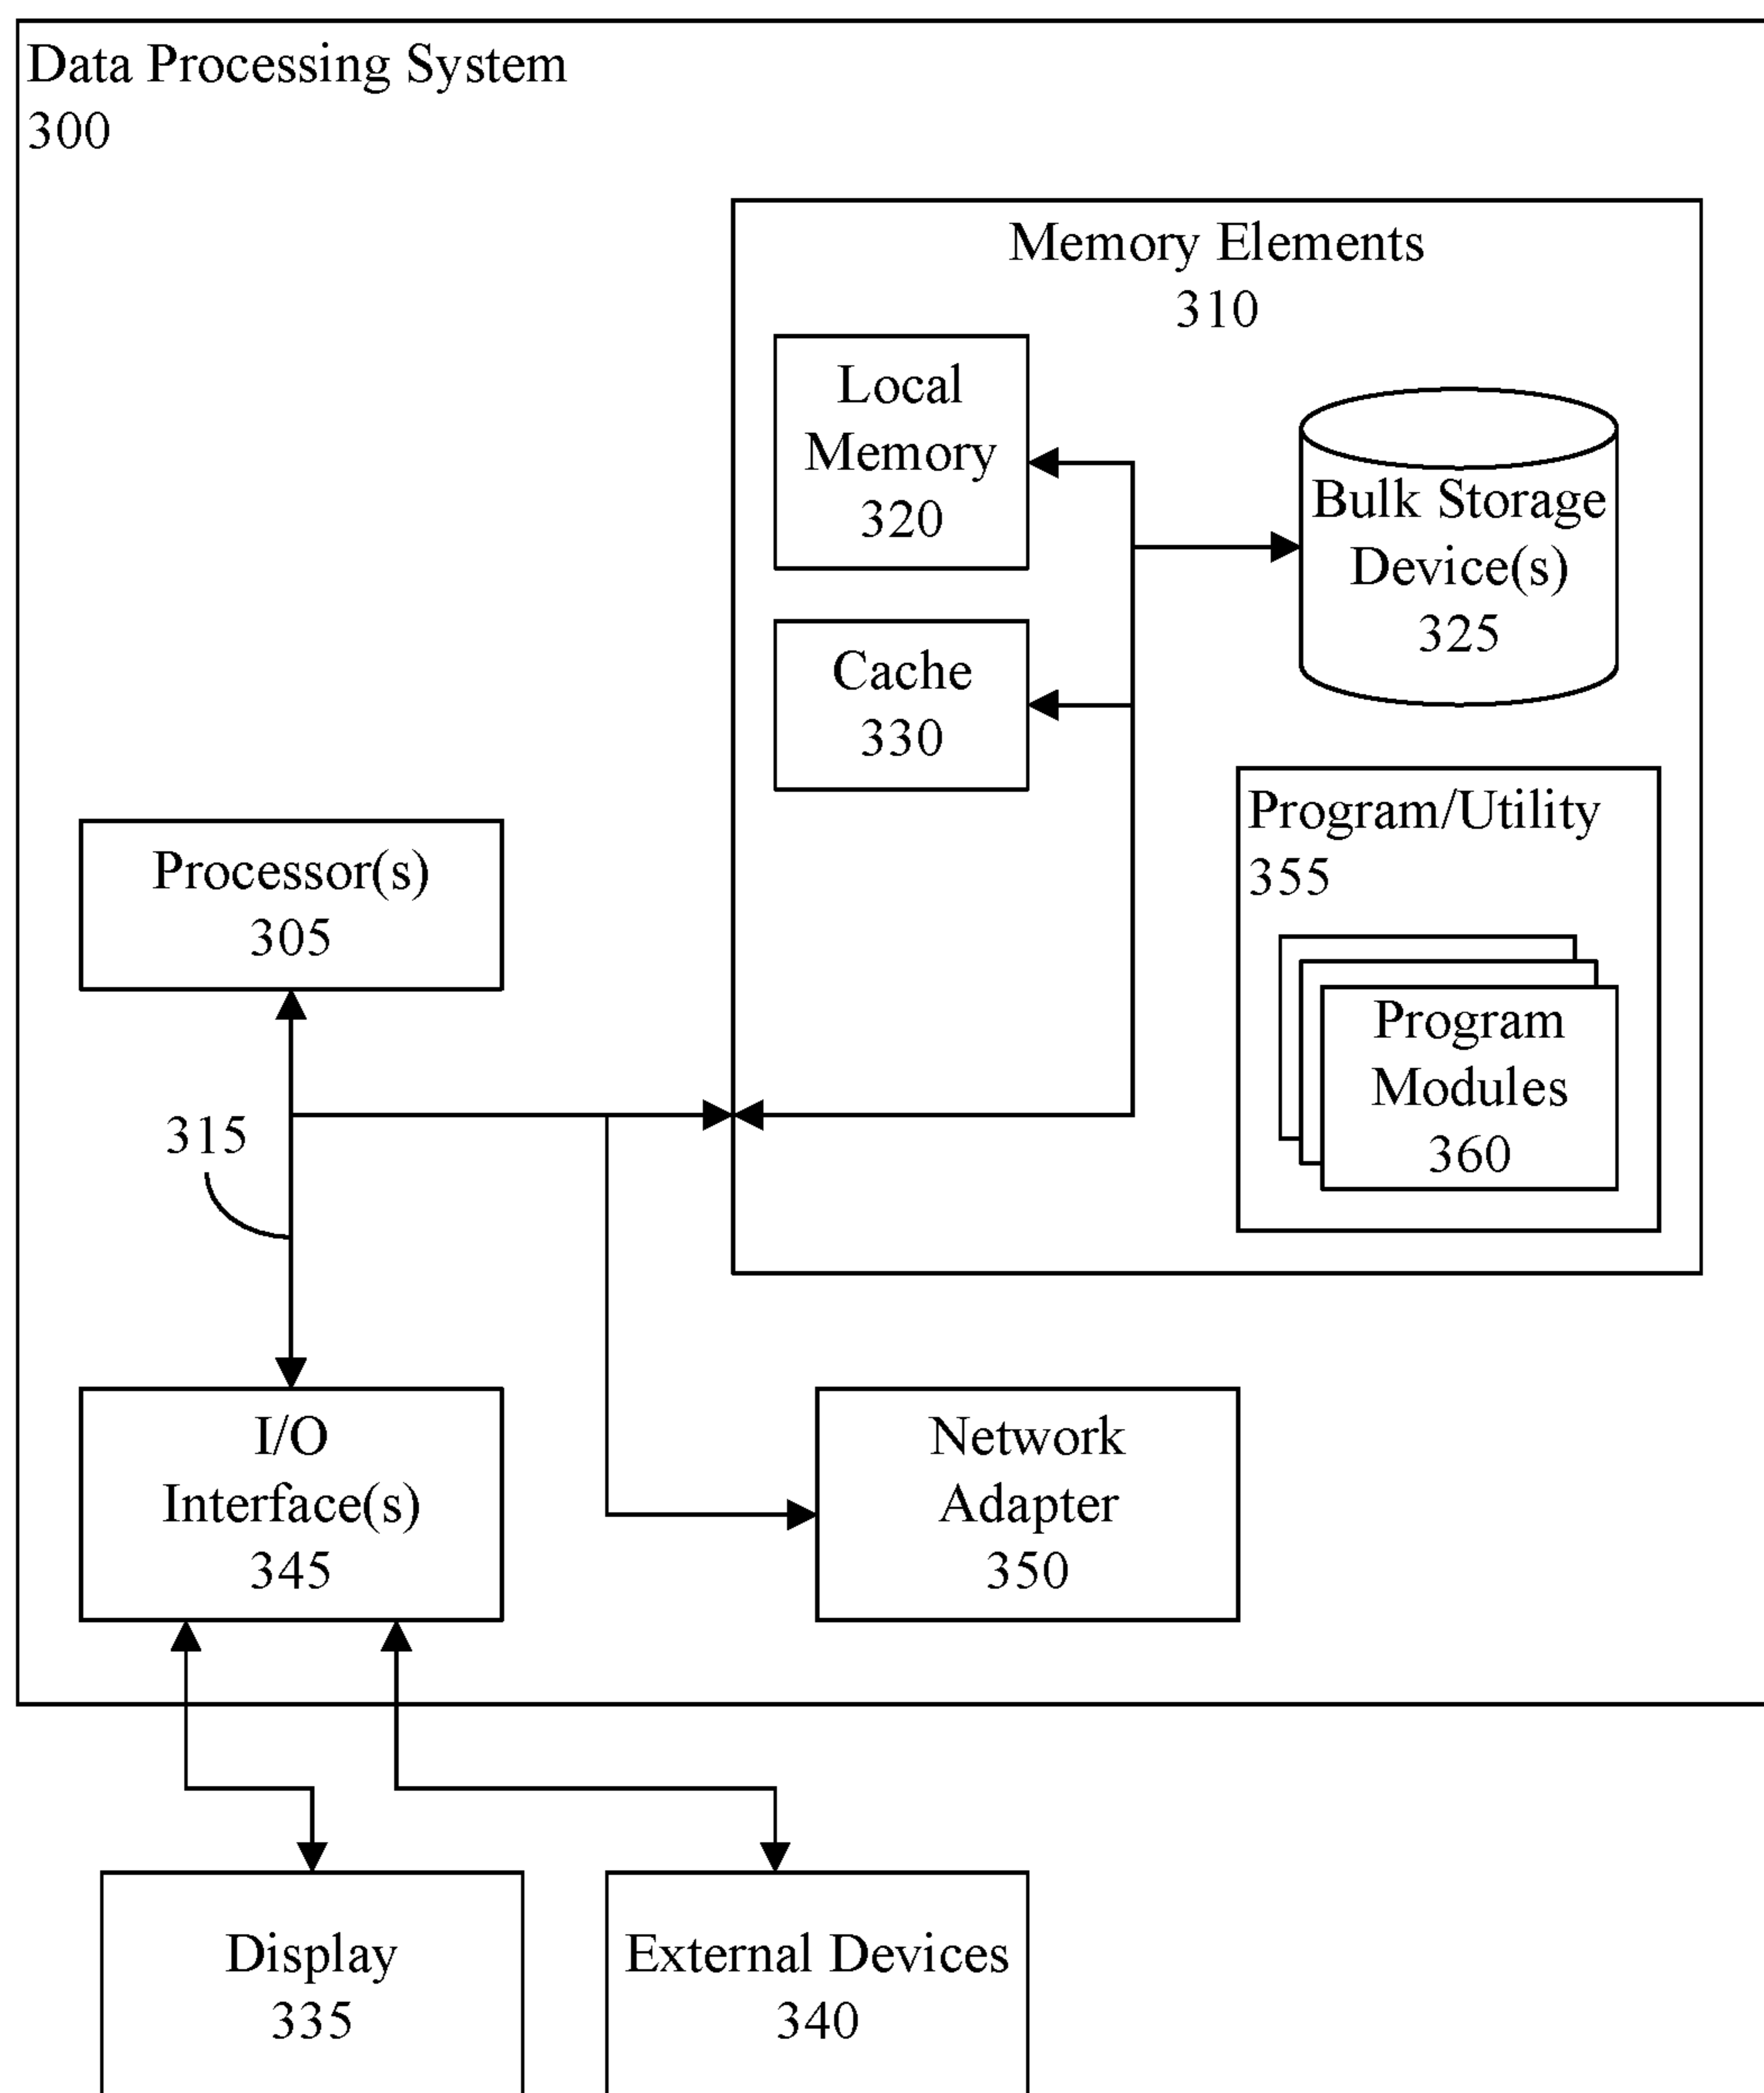 Data Processing System
300
Memory Elements
310
Local
Memory
320
Bulk Storage
Device(s)
325
Cache
330
Program/Utility
355
Program
Modules
360
Processor(s)
305
315
I/O
Interface(s)
345
Network
Adapter
350
Display
335
External Devices
340